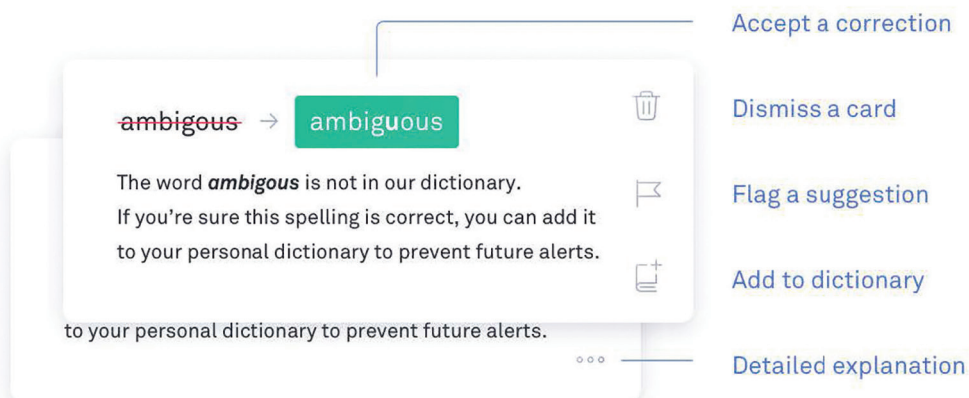 Accept a correction
ambigous → ambiguous
Dismiss a card
The word ambigous is not in our dictionary.
If you’re sure this spelling is correct, you can add it
to your personal dictionary to prevent future alerts.
Flag a suggestion
Add to dictionary
to your personal dictionary to prevent future alerts.
Detailed explanation